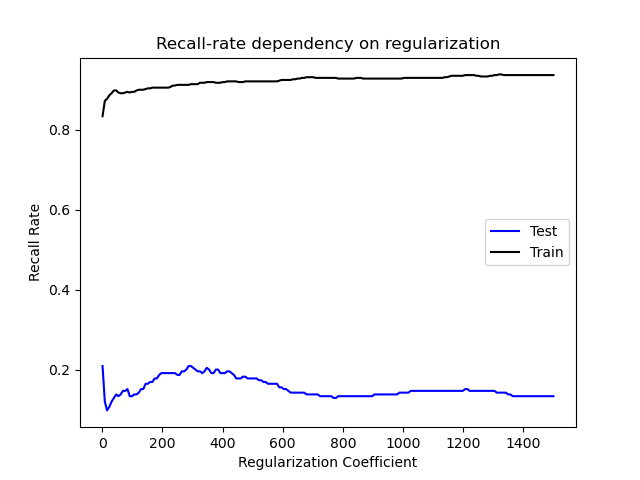 Recall-rate dependency on regularization
Recall Rate
0.8
0.6
0.4
0.2
Test
Train
0 200 400 600 800 1000 1200 1400
Regularization Coefficient